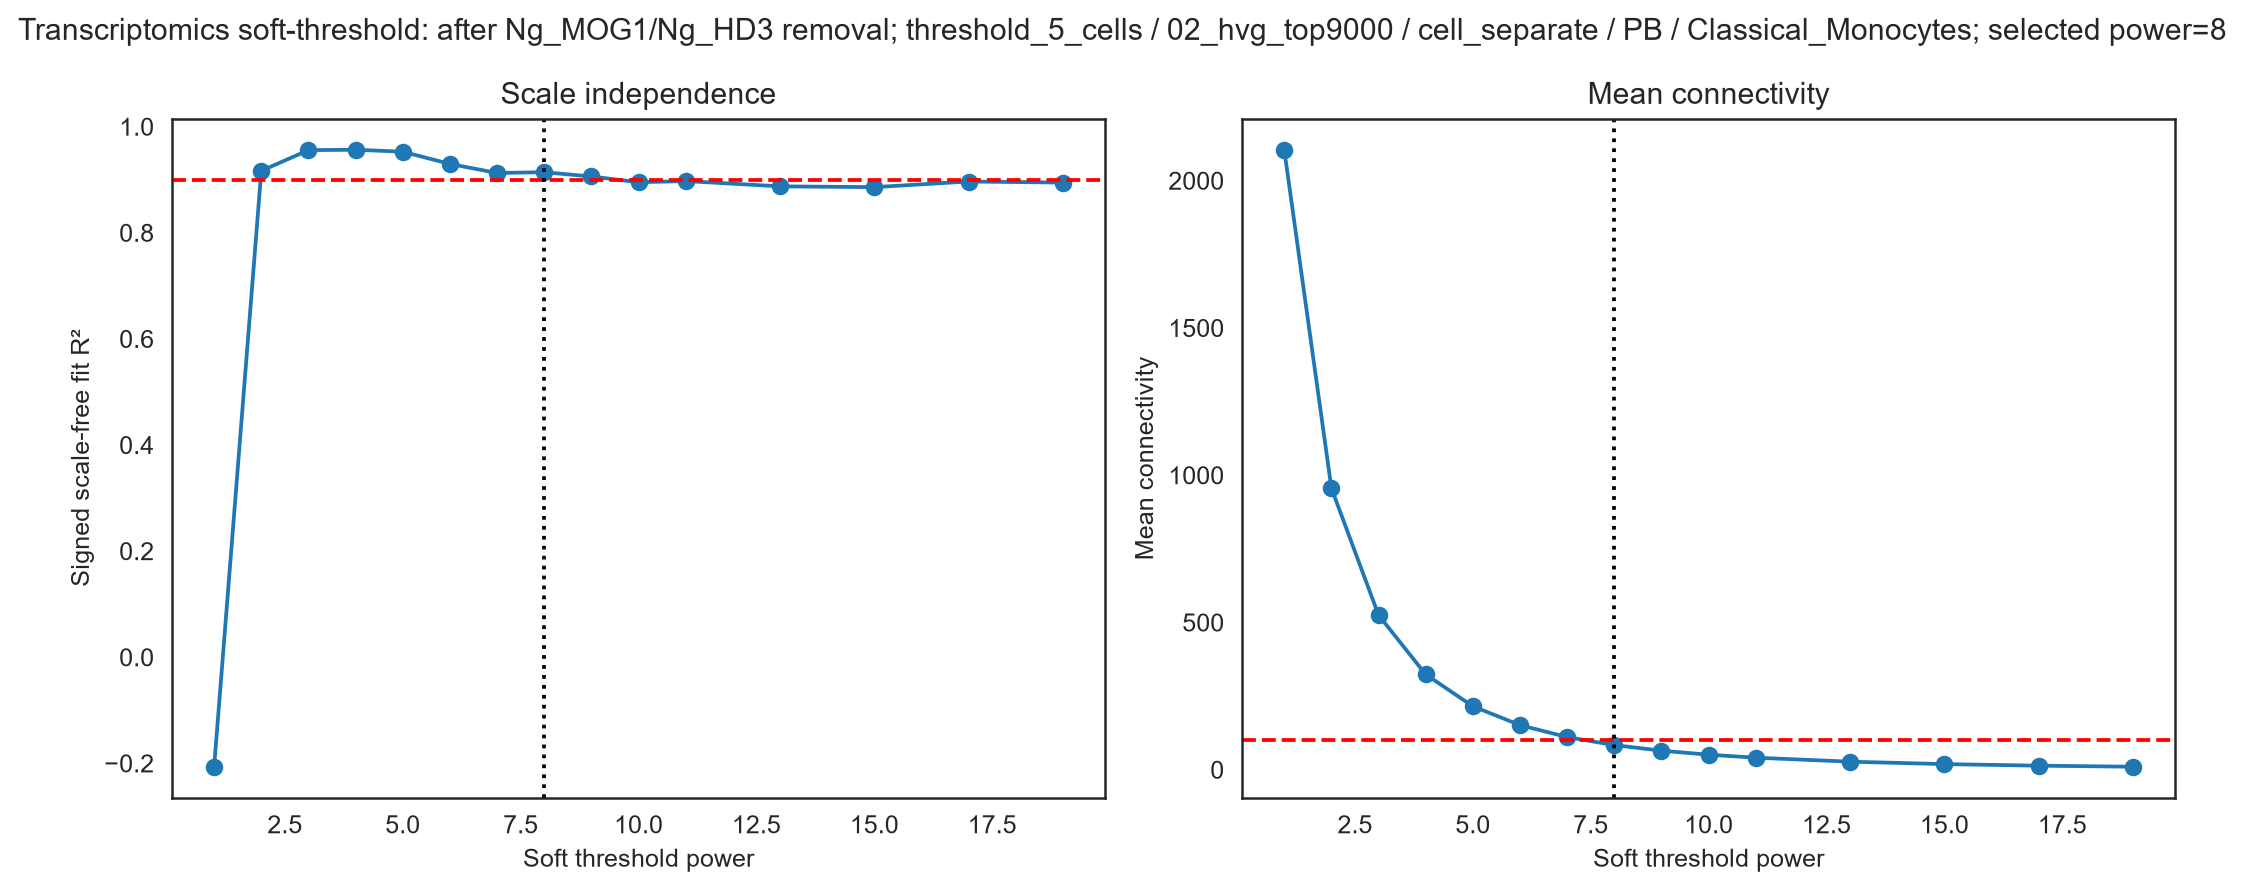 Transcriptomics soft-threshold: after Ng_MOG1/Ng_HD3 removal; threshold_5_cells / 02_hvg_top9000 / cell_separate / PB / Classical_Monocytes; selected power=8
Scale independence
Signed scale-free fit R²
1.0
0.8
0.6
0.4
0.2
0.0
−0.2
2.5 5.0 7.5 10.0 12.5 15.0 17.5
Soft threshold power
Mean connectivity
Mean connectivity
2000
1500
1000
500
0
2.5 5.0 7.5 10.0 12.5 15.0 17.5
Soft threshold power